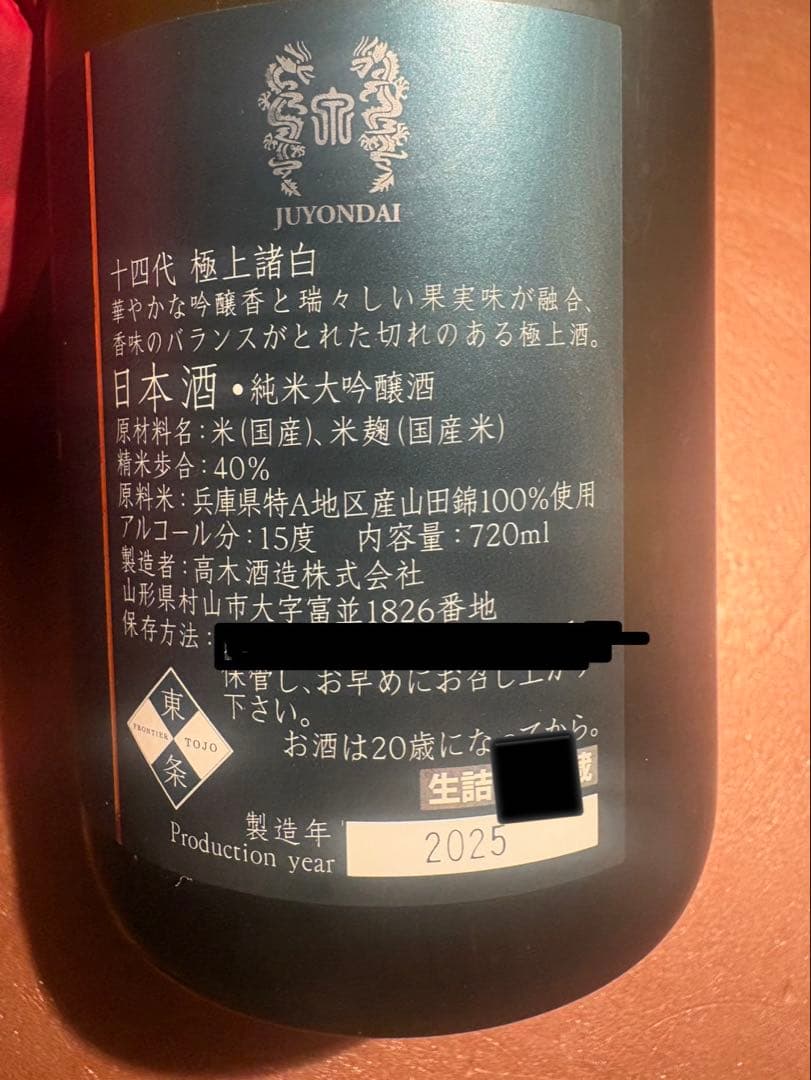 JUYONDAI
十四代 極上諸白
華やかな吟醸香と瑞々しい果実味が融合、
香味のバランスがとれた切れのある極上酒。
日本酒・純米大吟醸酒
原材料名：米(国産)、米麹(国産米)
精米歩合：40%
原料米：兵庫県特A地区産山田錦100%使用
アルコール分：15度 内容量：720ml
製造者：高木酒造株式会社
山形県村山市大字富並1826番地
保存方法：
保管し、お早めにお召し上がり
下さい。
東条
FRONTIER TOJO
お酒は20歳になってから。
生詰 蔵
製造年
Production year
2025